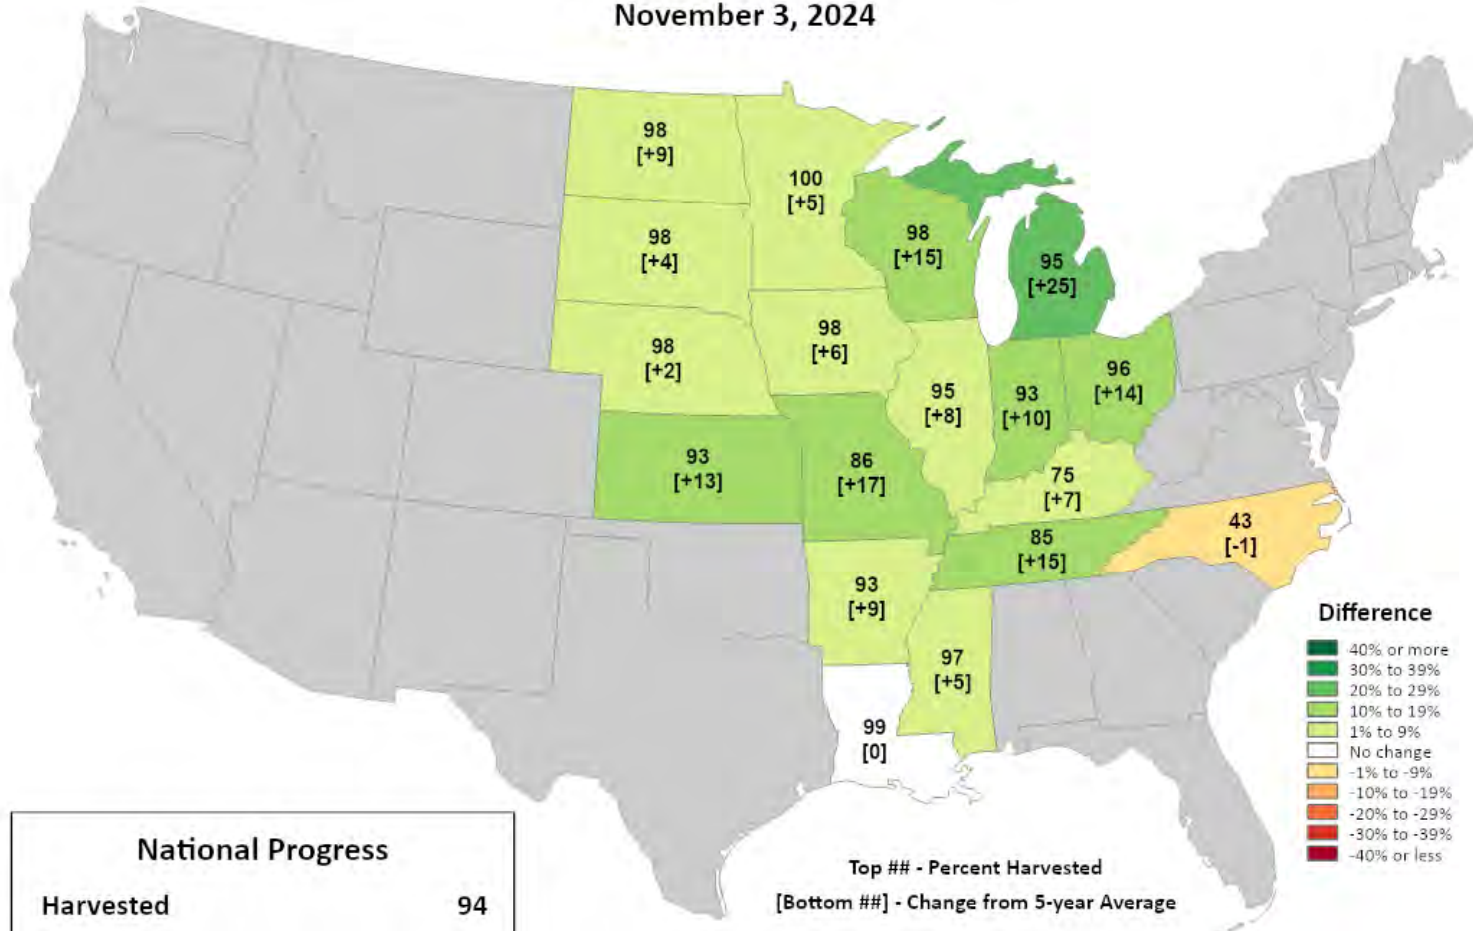 November 3, 2024
98
[+9]
100
[+5]
98
[+4]
98
[+15]
95
[+25]
98
[+2]
98
[+6]
95
[+8]
93
[+10]
96
[+14]
93
[+13]
86
[+17]
75
[+7]
85
[+15]
43
[-1]
93
[+9]
97
[+5]
99
[0]
Difference
40% or more
30% to 39%
20% to 29%
10% to 19%
1% to 9%
No change
-1% to -9%
-10% to -19%
-20% to -29%
-30% to -39%
-40% or less
National Progress
Harvested 94
Top ## - Percent Harvested
[Bottom ##] - Change from 5-year Average